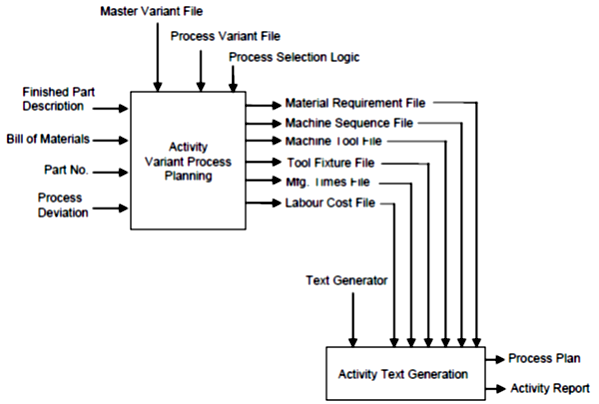 Master Variant File
Process Variant File
Process Selection Logic
Finished Part
Description
Bill of Materials
Part No.
Process
Deviation
Activity
Variant Process
Planning
Material Requirement File
Machine Sequence File
Machine Tool File
Tool Fixture File
Mfg. Times File
Labour Cost File
Text Generator
Activity Text Generation
Process Plan
Activity Report